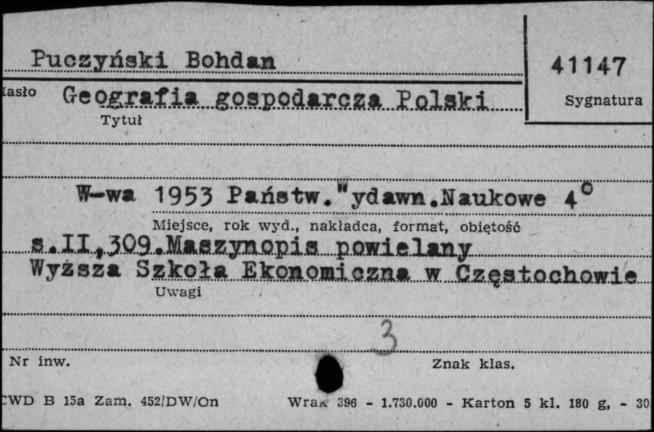 Puczyński Bohdan
41147
asło Geografia gospodarcza Polski
Sygnatura
Tytuł
W-wa 1953 Państw."ydawn.Naukowe 4°
Miejsce, rok wyd., nakładca, format, objętość
s.II,309.Maszynopis powielany
Wyższa Szkoła Ekonomiczna w Częstochowie
Uwagi
3
Nr inw.
Znak klas.
CWD B 15a Zam. 452/DW/On Wrak 396 - 1.730.000 - Karton 5 kl. 180 g, - 30